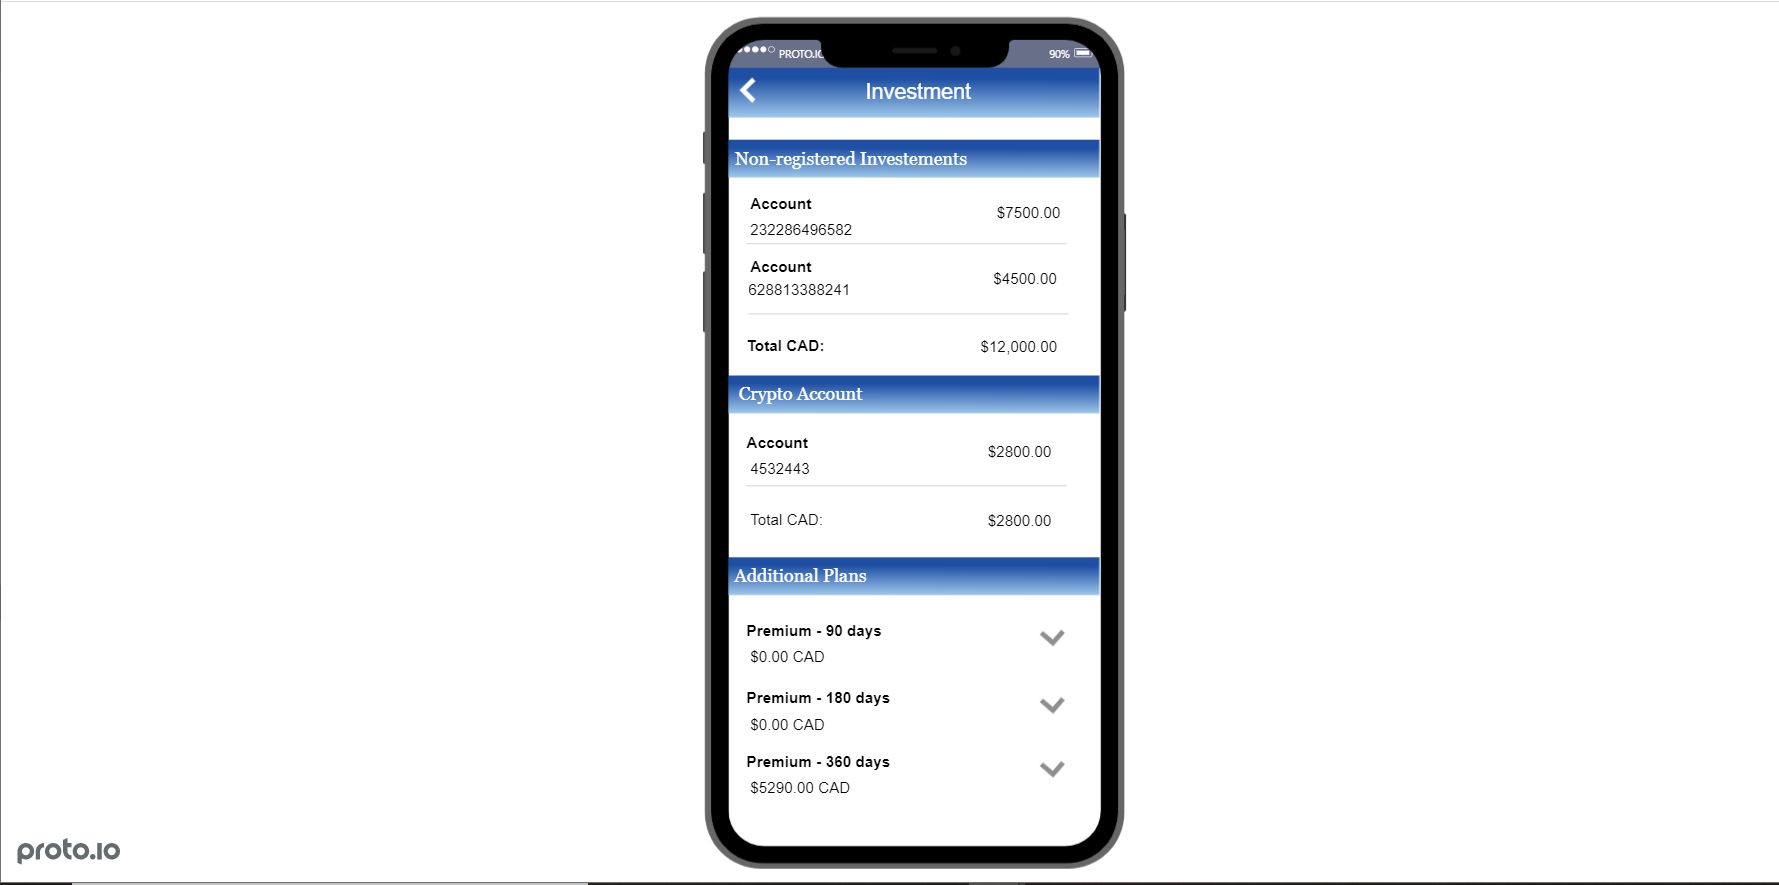 PROTO.IO
90%
Investment
Non-registered Investements
Account
$7500.00
232286496582
Account
$4500.00
628813388241
Total CAD:
$12,000.00
Crypto Account
Account
$2800.00
4532443
Total CAD:
$2800.00
Additional Plans
Premium - 90 days
$0.00 CAD
Premium - 180 days
$0.00 CAD
Premium - 360 days
$5290.00 CAD
proto.io